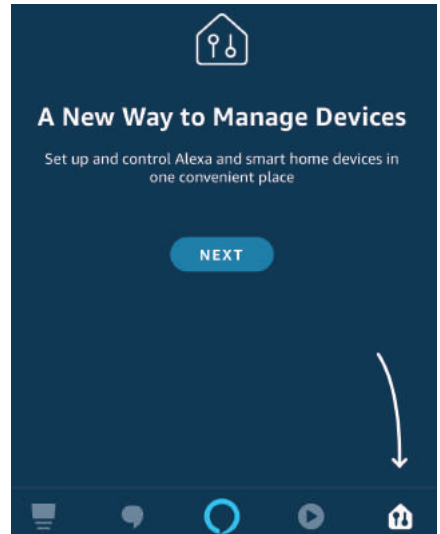 A New Way to Manage Devices
Set up and control Alexa and smart home devices in
one convenient place
NEXT